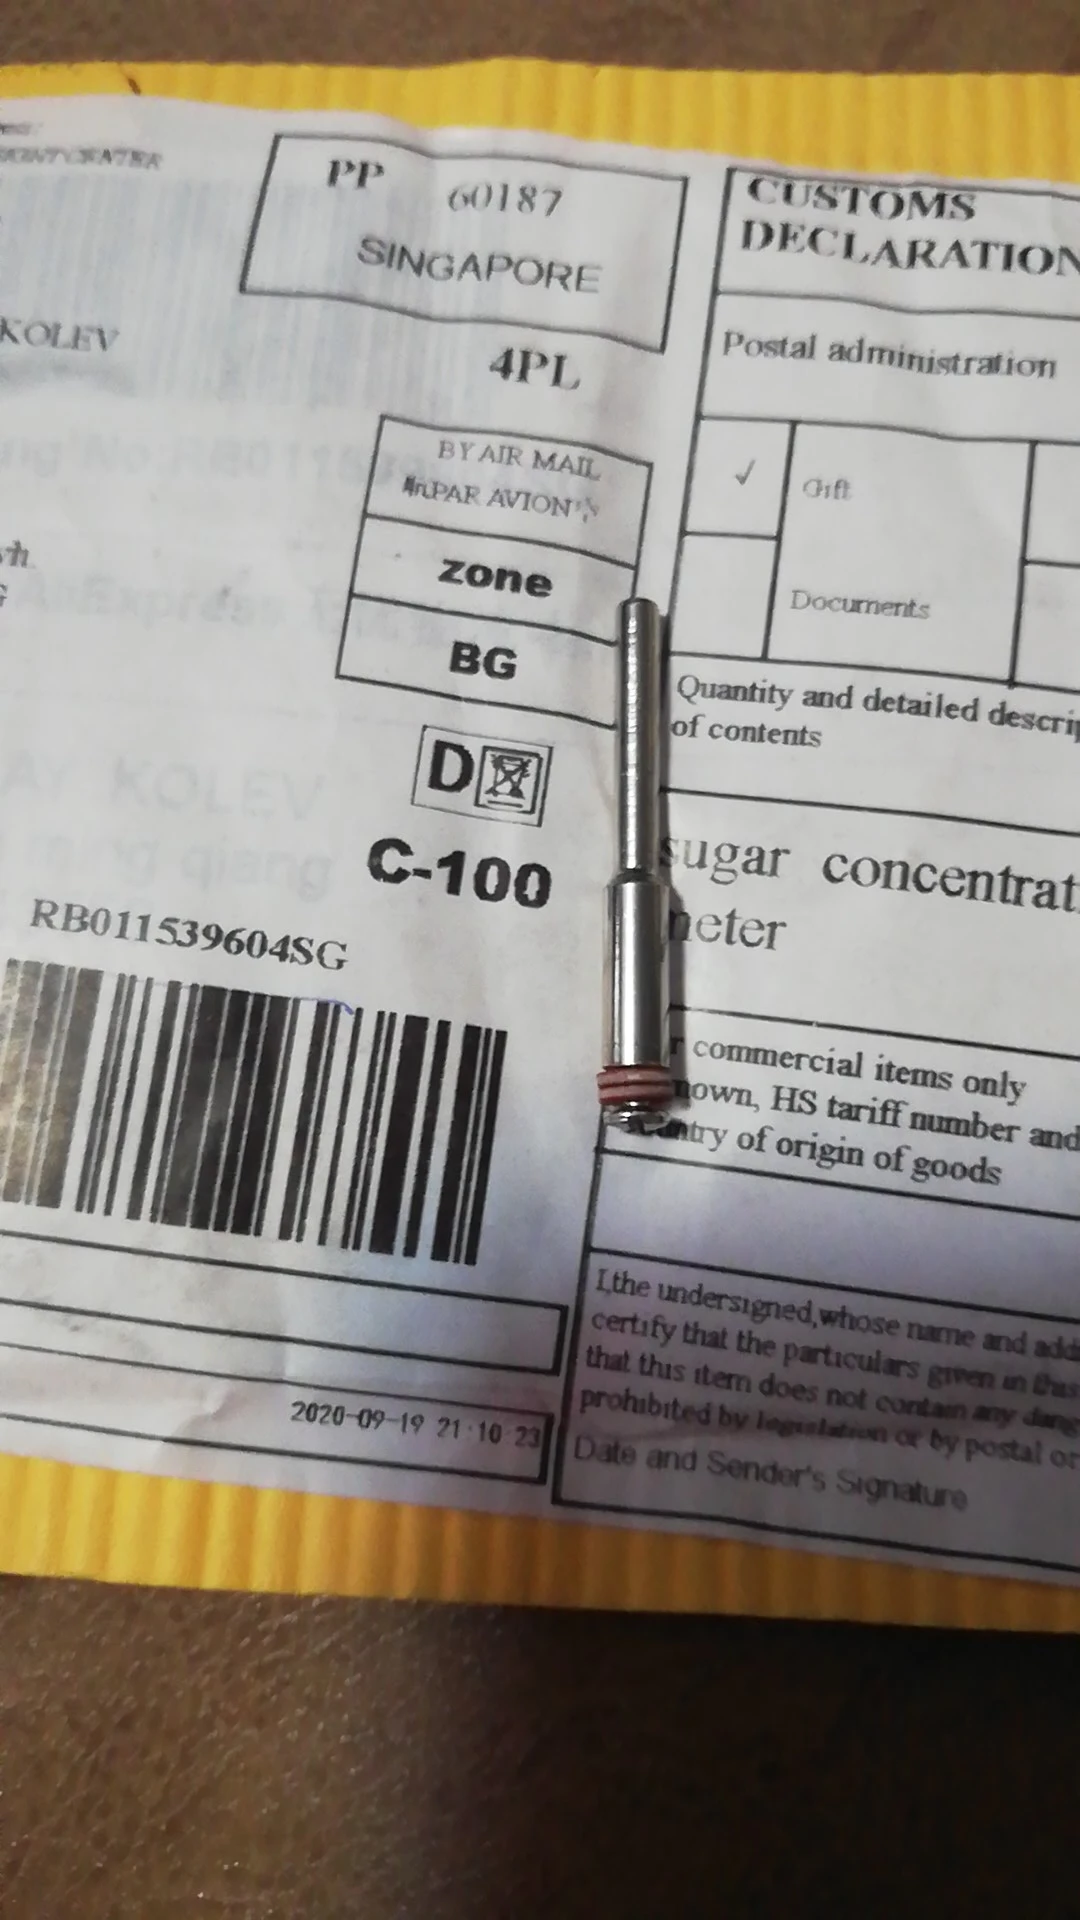 PP 60187
SINGAPORE
KOLEV
4PL
BY AIR MAIL
PAR AVION
zone
BG
D
C-100
RB011539604SG
2020-09-19 21:10:23
CUSTOMS
DECLARATION
Postal administration
✓ Gift
Documents
Quantity and detailed descrip
of contents
sugar concentrat
meter
r commercial items only
nown, HS tariff number and
ntry of origin of goods
I,the undersigned,whose name and add
certify that the particulars given in this
that this item does not contain any dang
prohibited by legislation or by postal or
Date and Sender's Signature